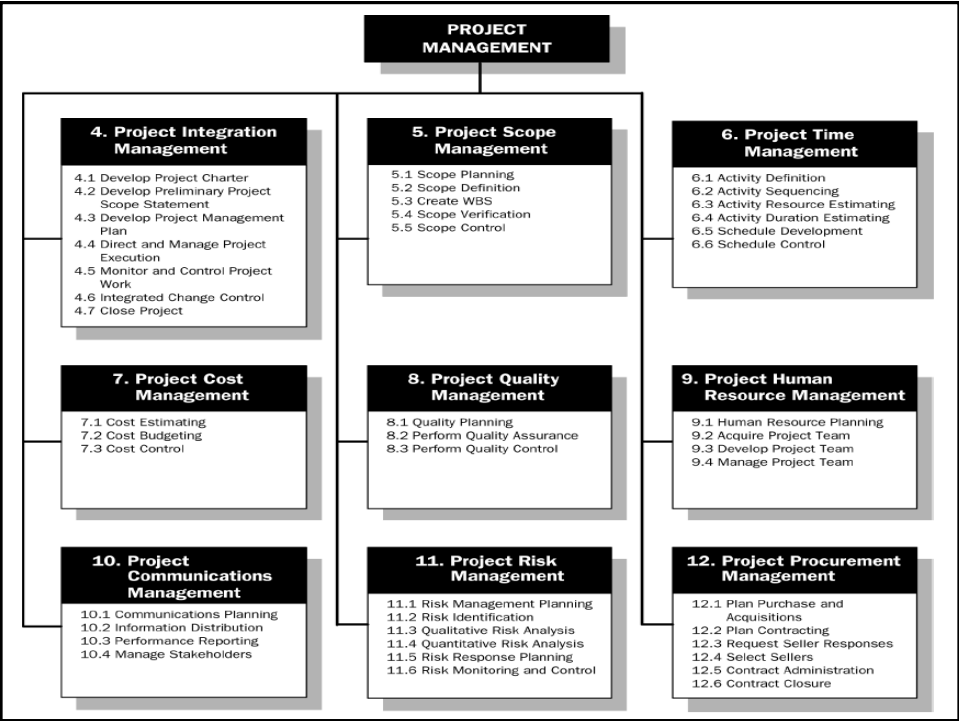 PROJECT
MANAGEMENT
4. Project Integration
Management
4.1 Develop Project Charter
4.2 Develop Preliminary Project
Scope Statement
4.3 Develop Project Management
Plan
4.4 Direct and Manage Project
Execution
4.5 Monitor and Control Project
Work
4.6 Integrated Change Control
4.7 Close Project
5. Project Scope
Management
5.1 Scope Planning
5.2 Scope Definition
5.3 Create WBS
5.4 Scope Verification
5.5 Scope Control
6. Project Time
Management
6.1 Activity Definition
6.2 Activity Sequencing
6.3 Activity Resource Estimating
6.4 Activity Duration Estimating
6.5 Schedule Development
6.6 Schedule Control
7. Project Cost
Management
7.1 Cost Estimating
7.2 Cost Budgeting
7.3 Cost Control
8. Project Quality
Management
8.1 Quality Planning
8.2 Perform Quality Assurance
8.3 Perform Quality Control
9. Project Human
Resource Management
9.1 Human Resource Planning
9.2 Acquire Project Team
9.3 Develop Project Team
9.4 Manage Project Team
10. Project
Communications
Management
10.1 Communications Planning
10.2 Information Distribution
10.3 Performance Reporting
10.4 Manage Stakeholders
11. Project Risk
Management
11.1 Risk Management Planning
11.2 Risk Identification
11.3 Qualitative Risk Analysis
11.4 Quantitative Risk Analysis
11.5 Risk Response Planning
11.6 Risk Monitoring and Control
12. Project Procurement
Management
12.1 Plan Purchase and
Acquisitions
12.2 Plan Contracting
12.3 Request Seller Responses
12.4 Select Sellers
12.5 Contract Administration
12.6 Contract Closure